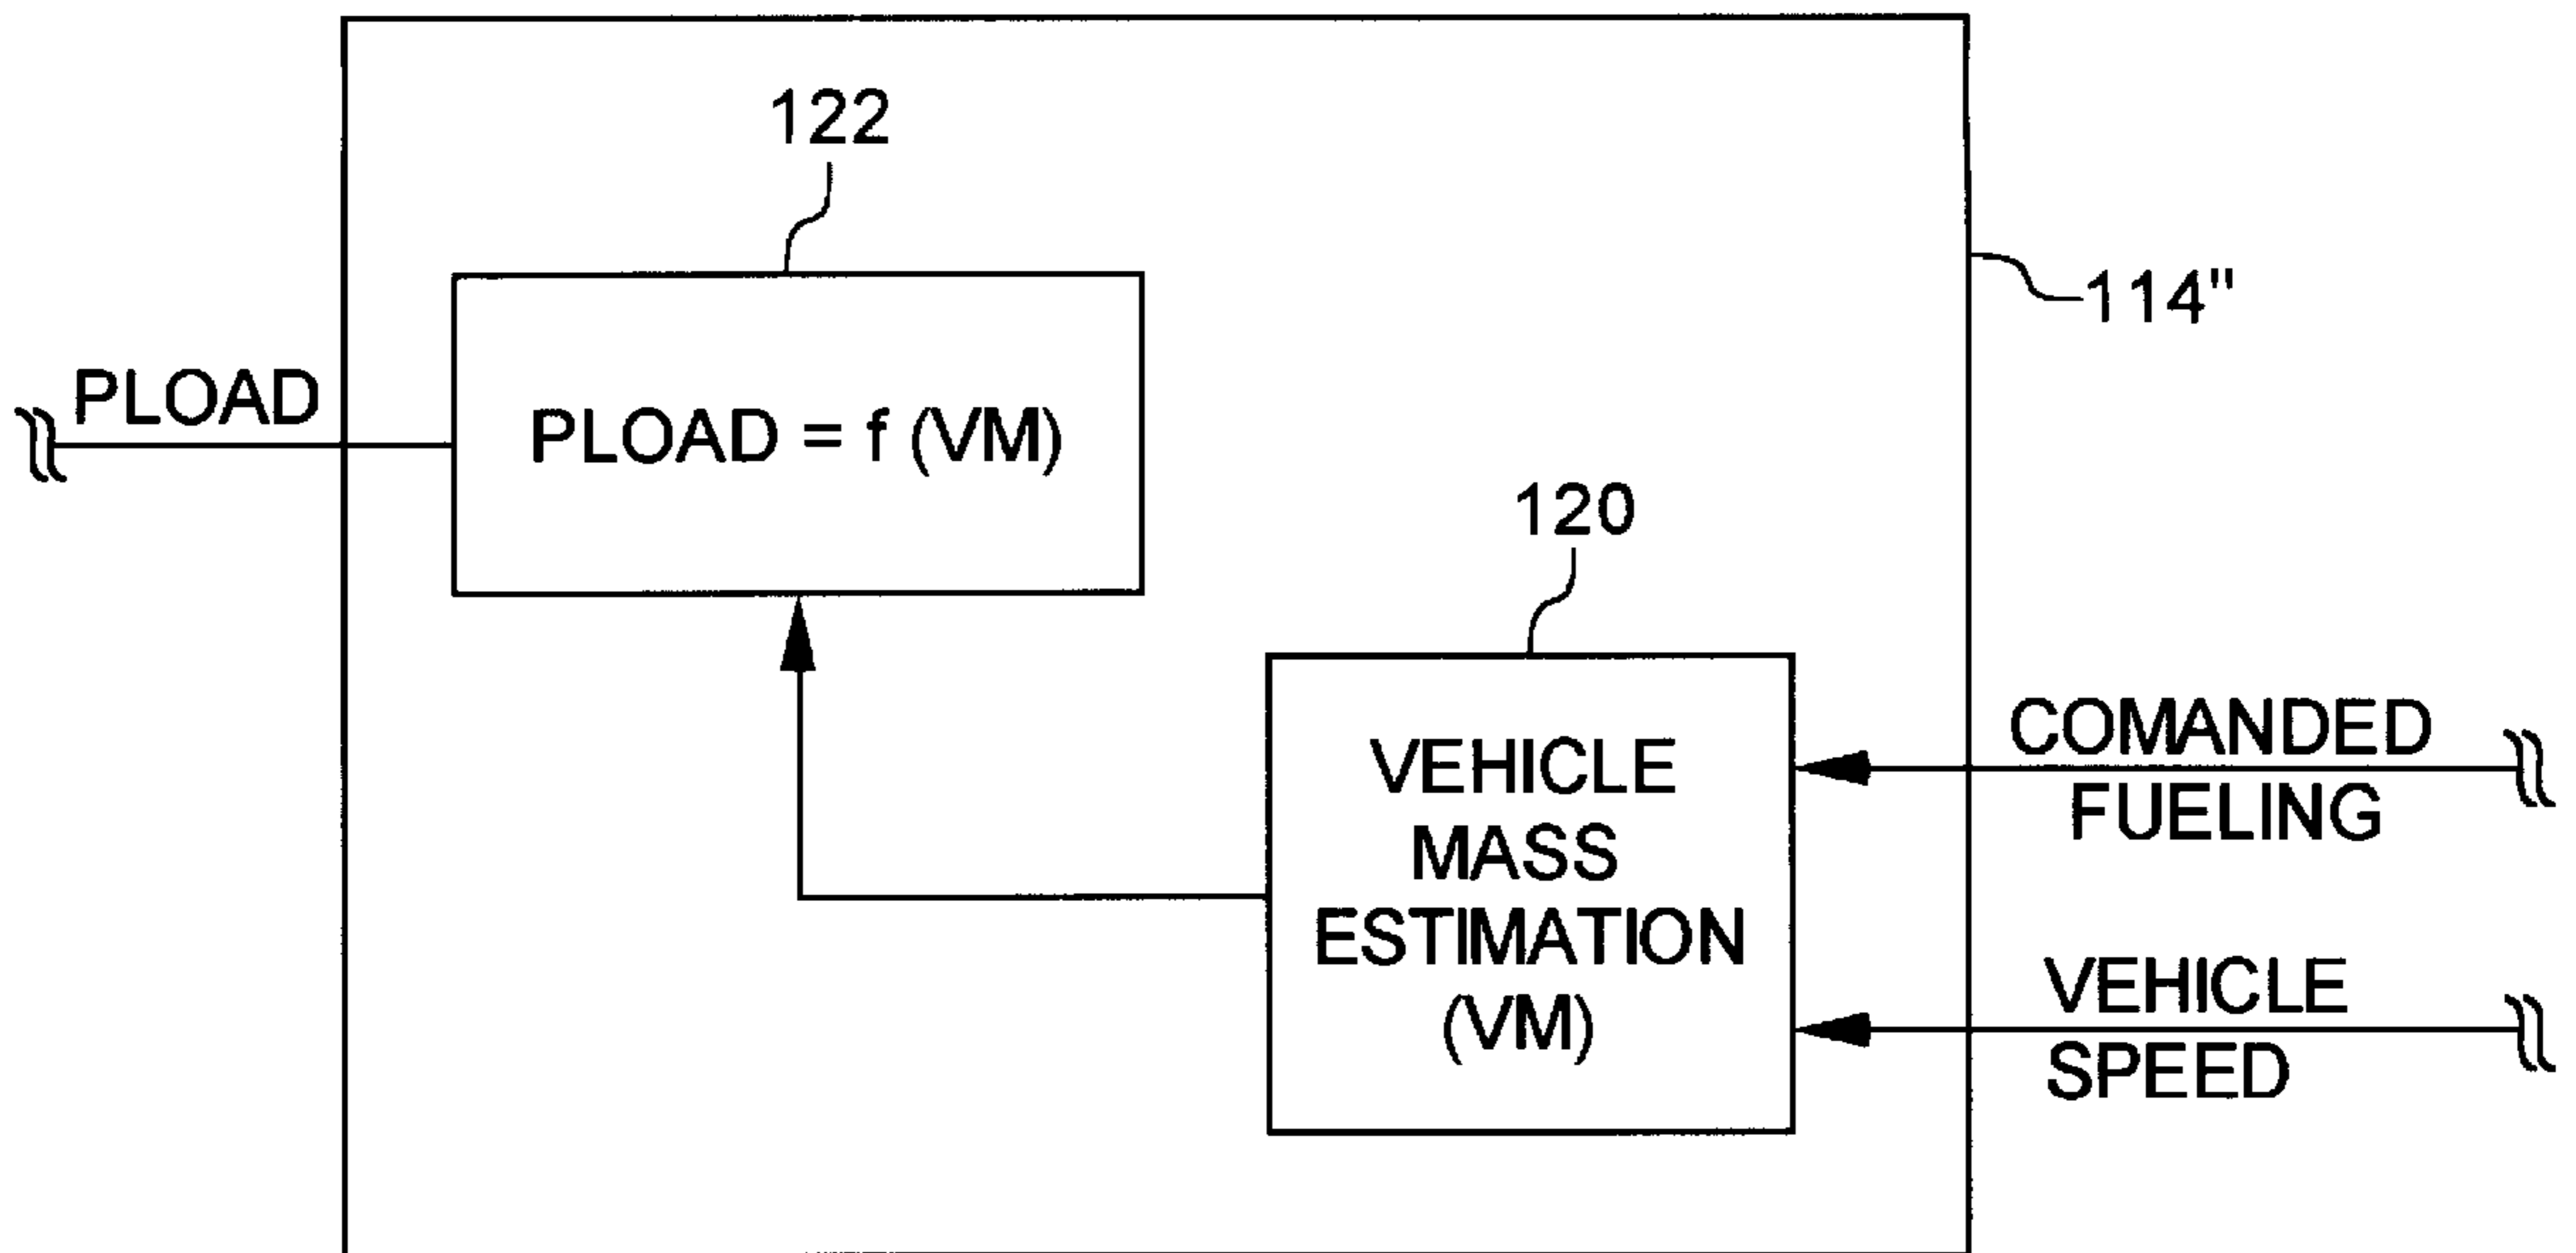 122
114"
PLOAD
PLOAD = f (VM)
120
COMANDED
FUELING
VEHICLE
MASS
ESTIMATION
(VM)
VEHICLE
SPEED